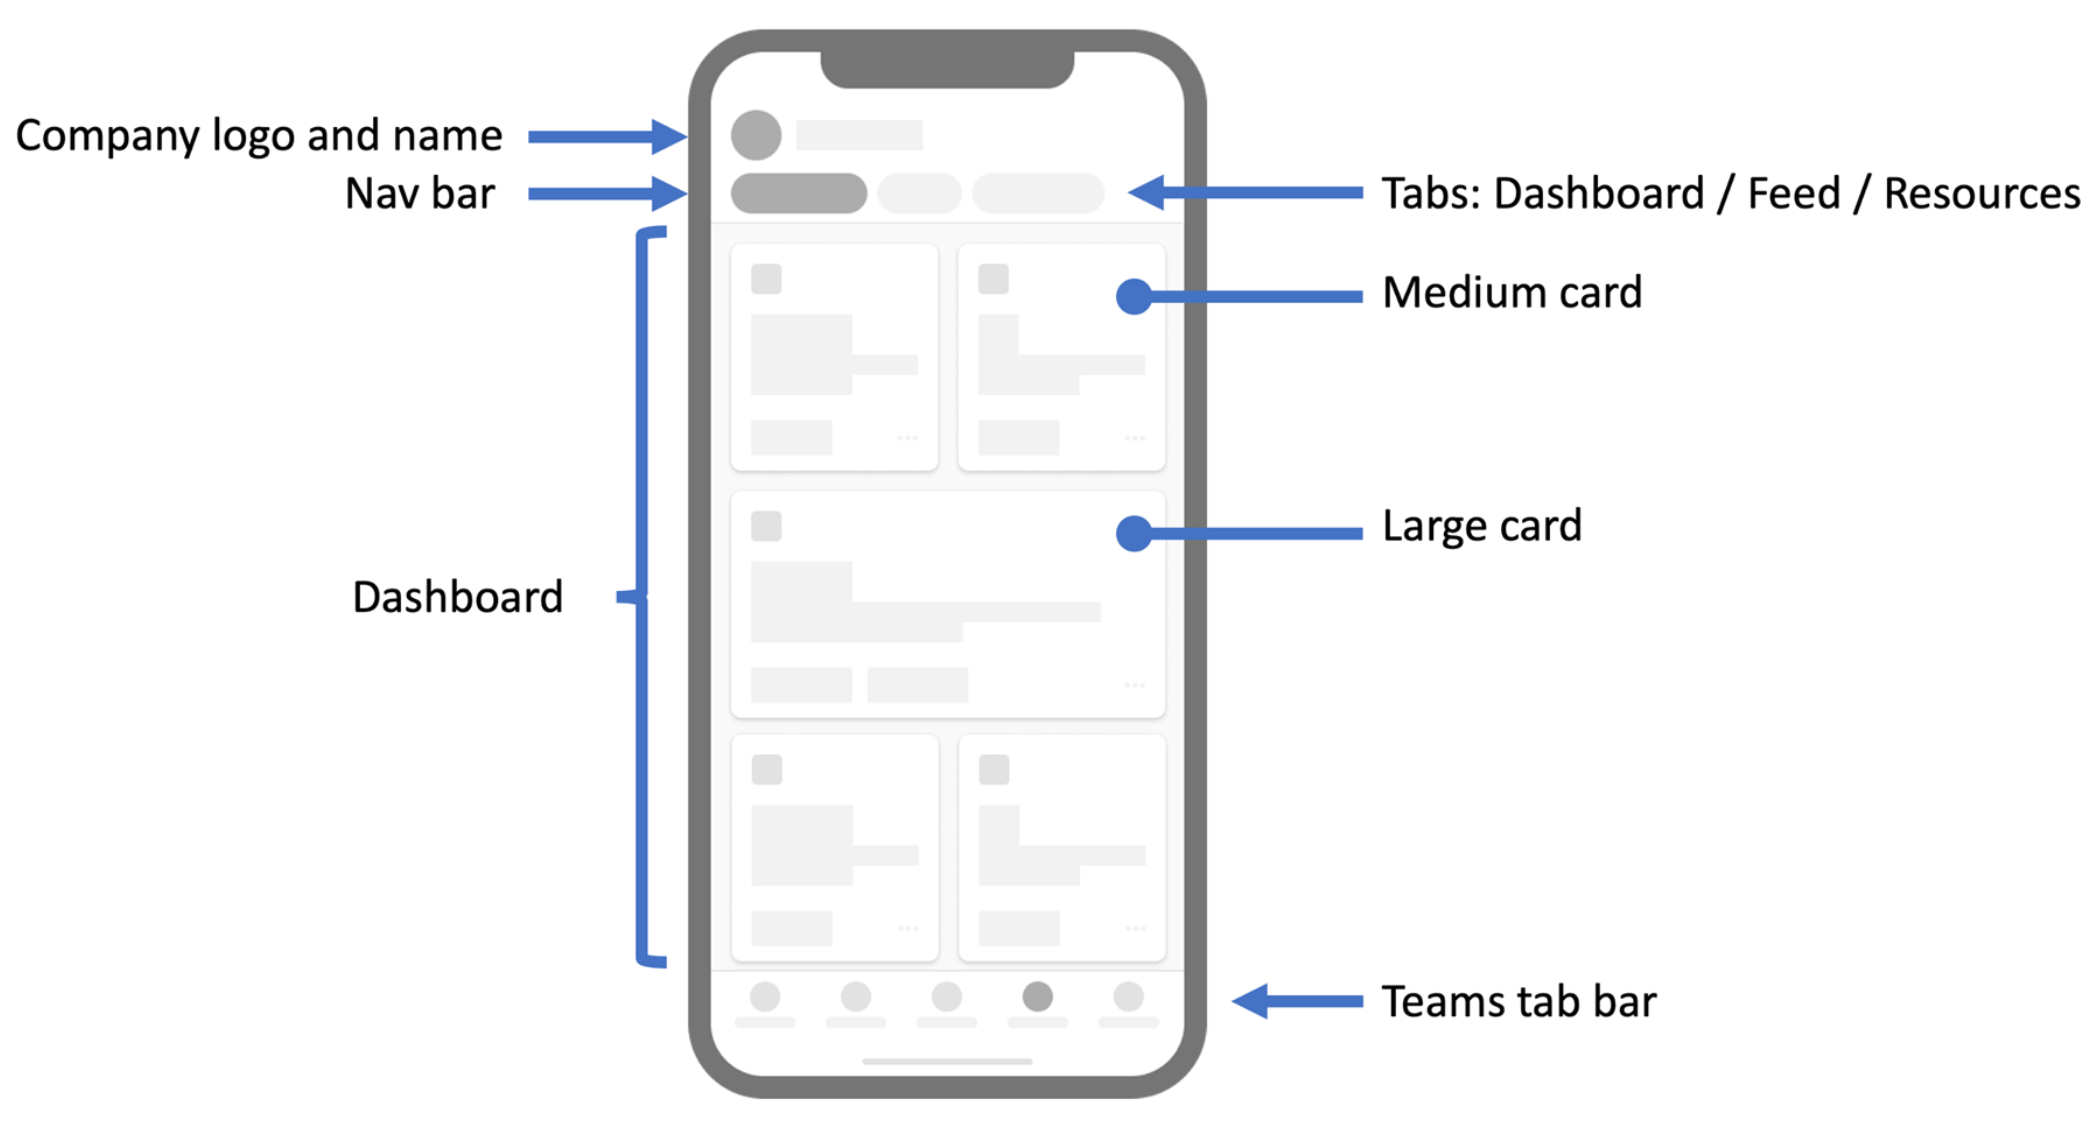 Company logo and name
Nav bar
Tabs: Dashboard / Feed / Resources
Medium card
Large card
Dashboard
Teams tab bar